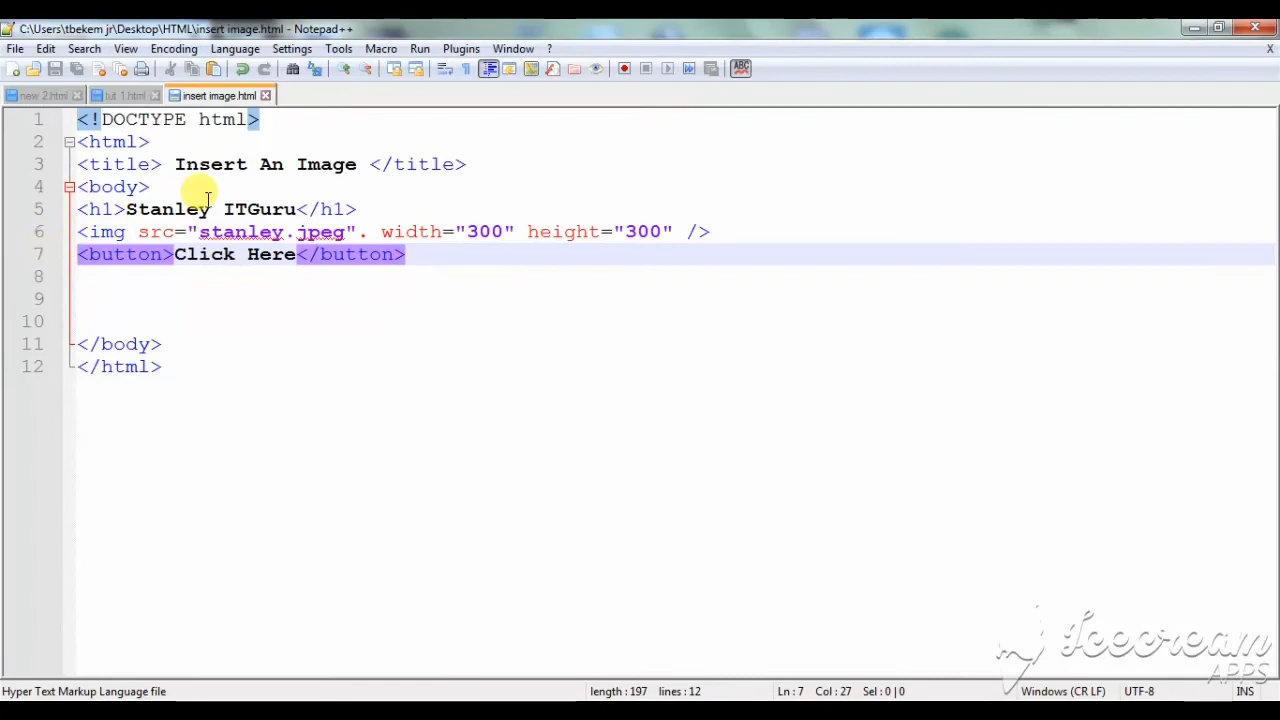 C:\Users\tbekem jr\Desktop\HTML\insert image.html - Notepad++
File Edit Search View Encoding Language Settings Tools Macro Run Plugins Window ? X
ABC
new 2.html tut 1.html insert image.html
1 <!DOCTYPE html>
2 <html>
3 <title> Insert An Image </title>
4 <body>
5 <h1>Stanley ITGuru</h1>
6 <img src="stanley.jpeg". width="300" height="300" />
7 <button>Click Here</button>
8
9
10
11 </body>
12 </html>
Icecream
APPS
Hyper Text Markup Language file length : 197 lines : 12 Ln : 7 Col : 27 Sel : 0 | 0 Windows (CR LF) UTF-8 INS